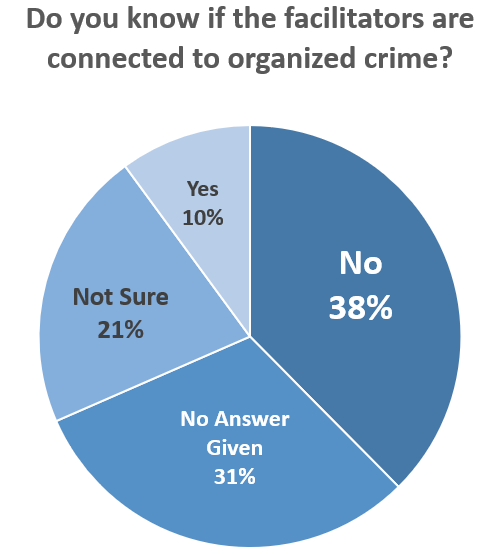 Do you know if the facilitators are
connected to organized crime?
Yes
10%
No
38%
Not Sure
21%
No Answer
Given
31%